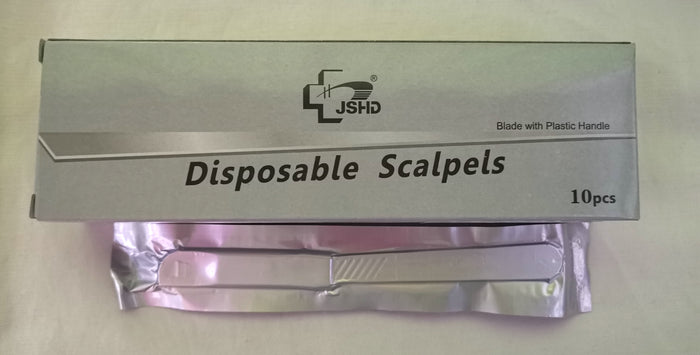 ®
JSHD
Blade with Plastic Handle
Disposable Scalpels
10pcs